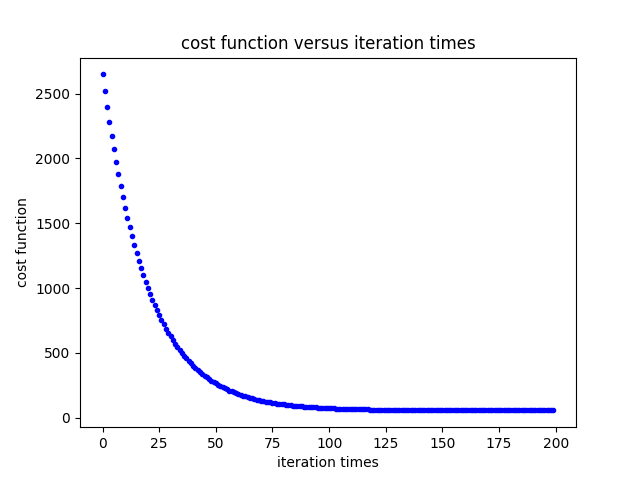 cost function versus iteration times
2500
2000
1500
1000
500
0
cost function
0 25 50 75 100 125 150 175 200
iteration times